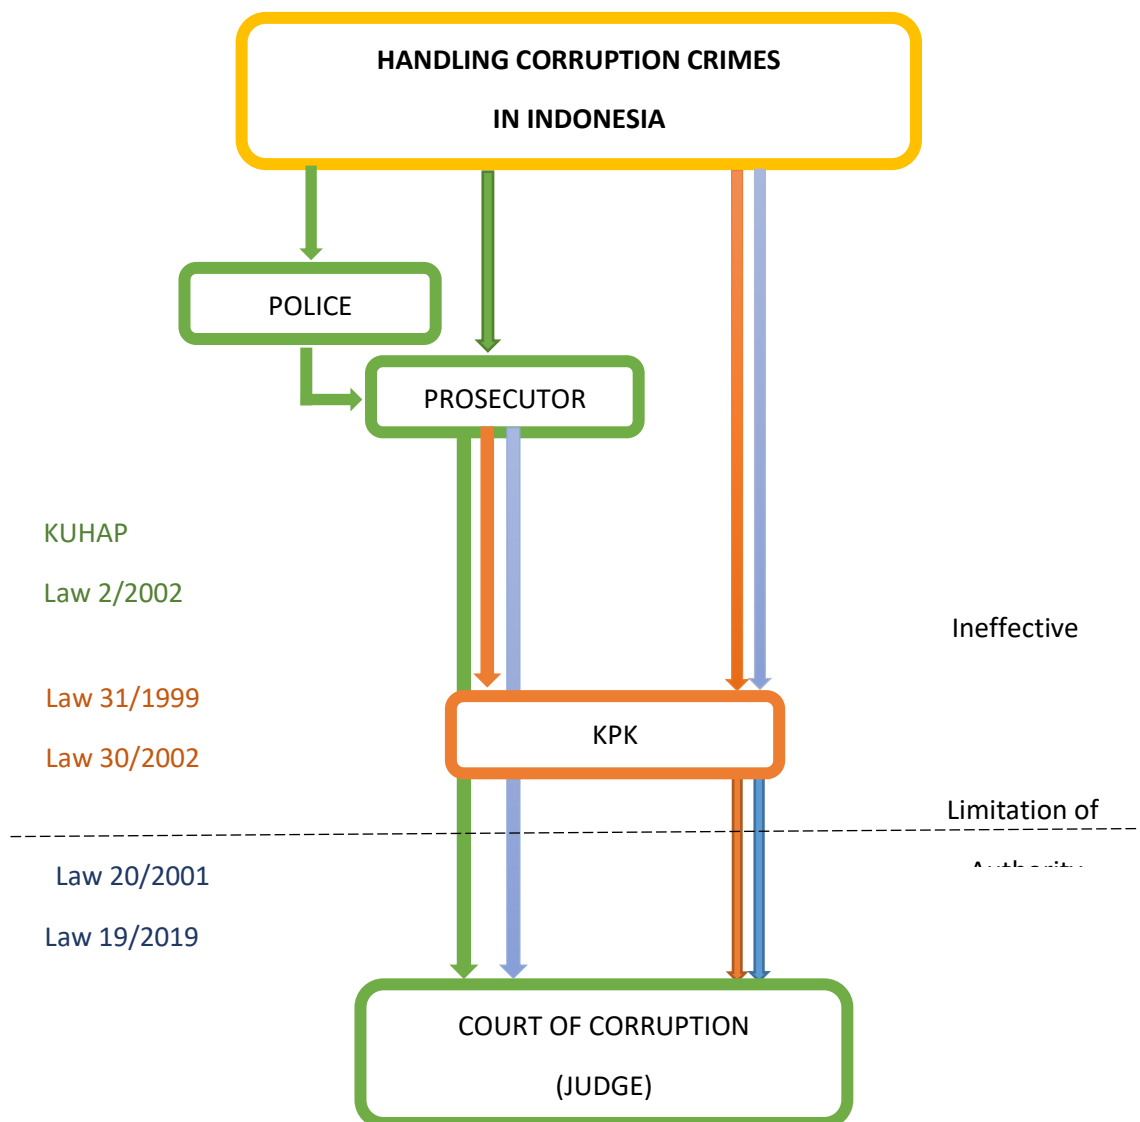 HANDLING CORRUPTION CRIMES
IN INDONESIA
POLICE
PROSECUTOR
KUHAP
Law 2/2002
Ineffective
Law 31/1999
Law 30/2002
KPK
Limitation of
Law 20/2001
Law 19/2019
COURT OF CORRUPTION
(JUDGE)